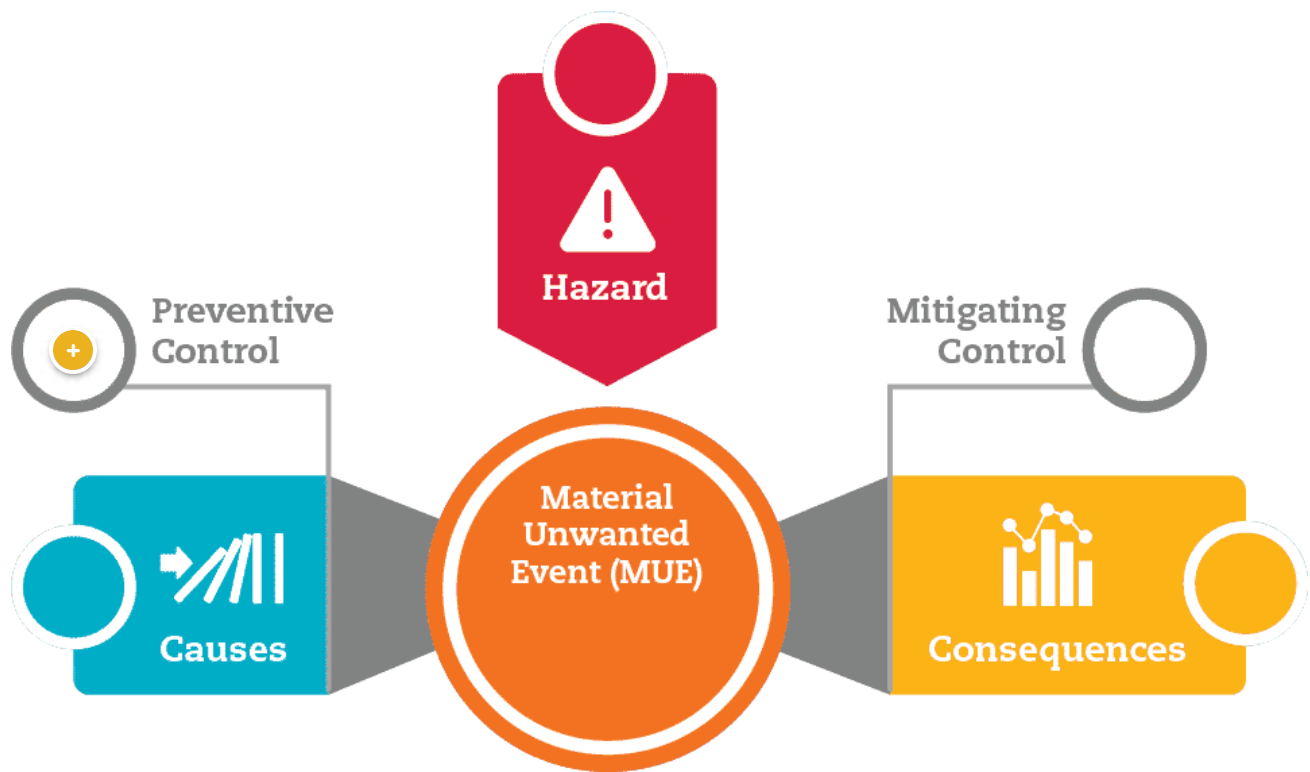 Hazard
Preventive
Control
Mitigating
Control
Material
Unwanted
Event (MUE)
Causes
Consequences